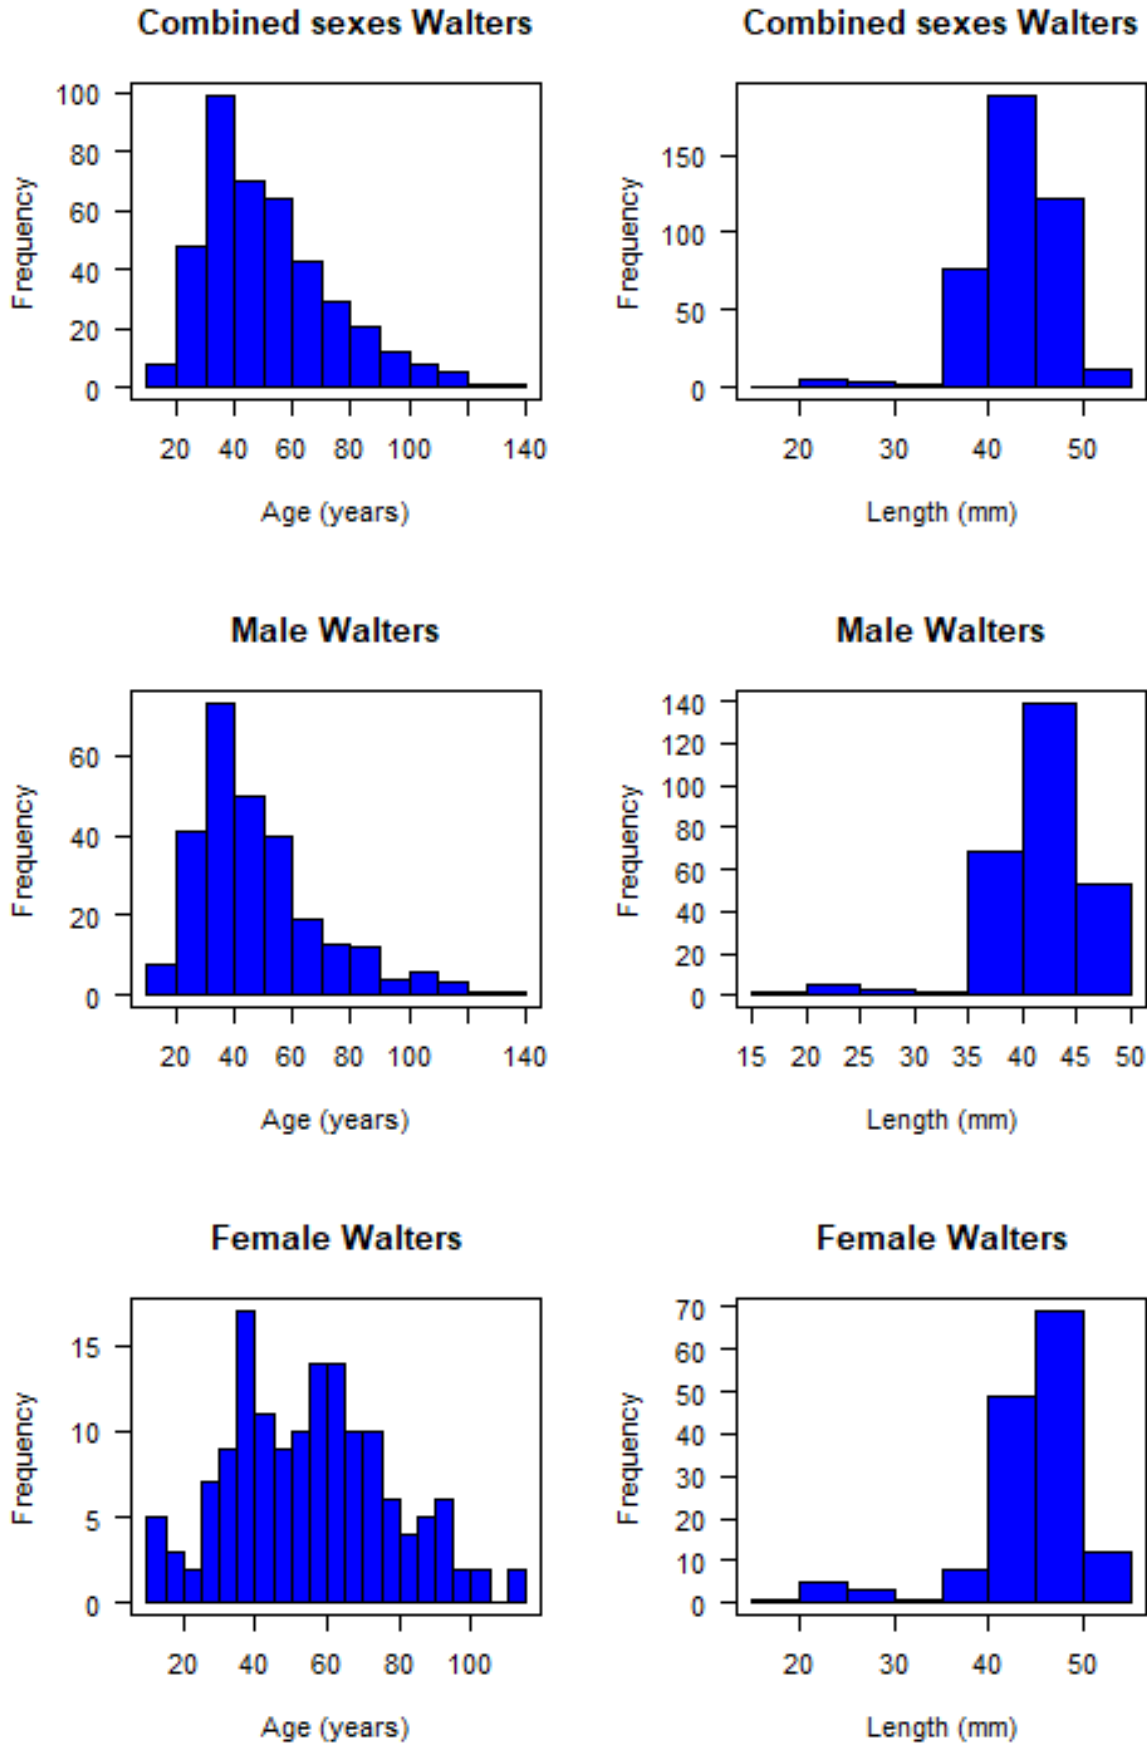 Combined sexes Walters
Frequency
100
80
60
40
20
0
20 40 60 80 100 140
Age (years)
Combined sexes Walters
Frequency
150
100
50
0
20 30 40 50
Length (mm)
Male Walters
Frequency
60
40
20
0
20 40 60 80 100 140
Age (years)
Male Walters
Frequency
140
120
100
80
60
40
20
0
15 20 25 30 35 40 45 50
Length (mm)
Female Walters
Frequency
15
10
5
0
20 40 60 80 100
Age (years)
Female Walters
Frequency
70
60
50
40
30
20
10
0
20 30 40 50
Length (mm)